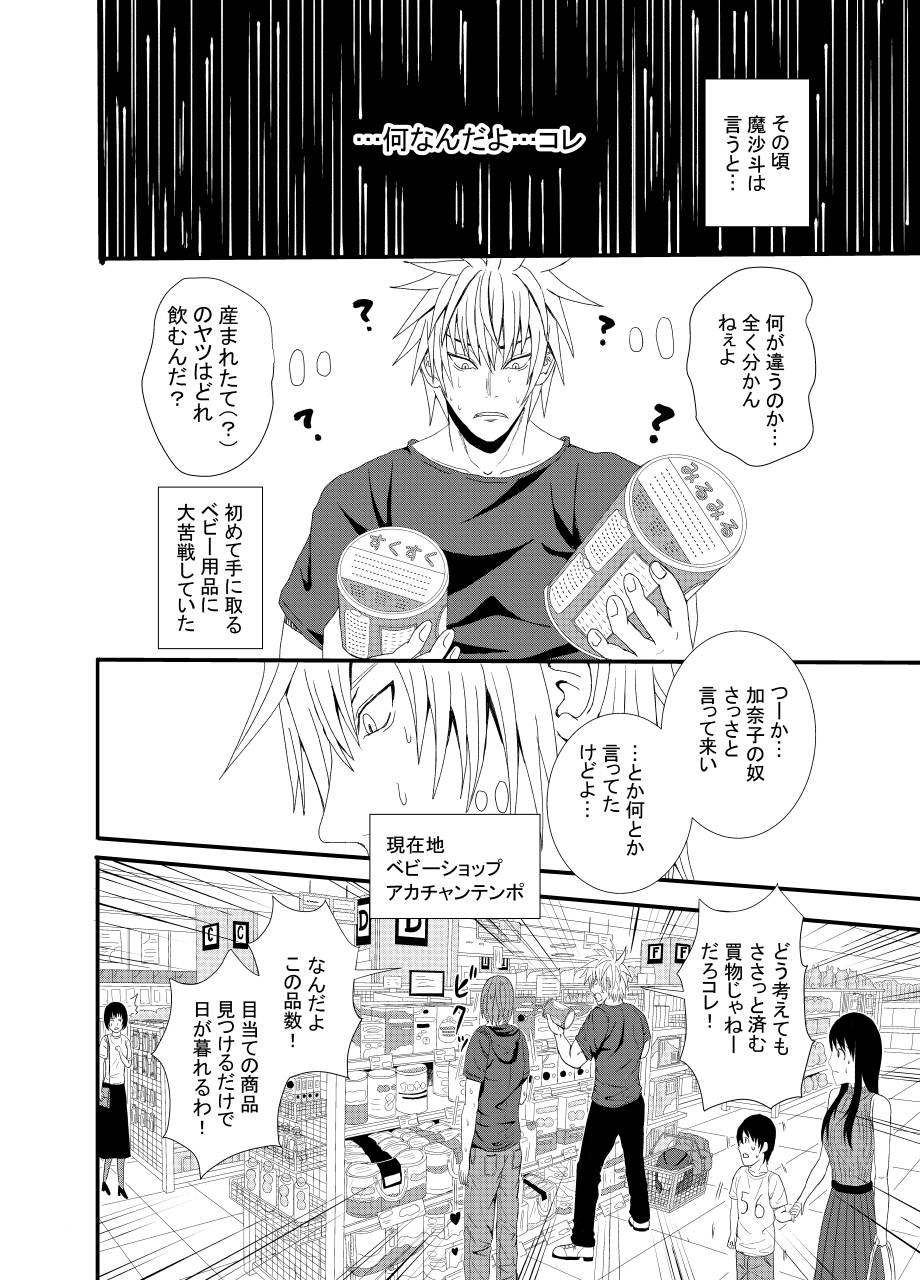 その頃
魔沙斗は
言うと…
…何なんだよ…コレ
何が違うのか…
全く分かん
ねぇよ
?
?
?
?
産まれたて(?)
のヤツはどれ
飲むんだ?
みるみる
すくすく
初めて手に取る
ベビー用品に
大苦戦していた
つーか…
加奈子の奴
さっさと
言って来い
…とか何とか
言ってた
けどよ…
現在地
ベビーショップ
アカチャンテンポ
どう考えても
ささっと済む
買物じゃねー
だろコレ!
なんだよ
この品数!
目当ての商品
見つけるだけで
日が暮れるわ!
F
F
D
D
C
C
56